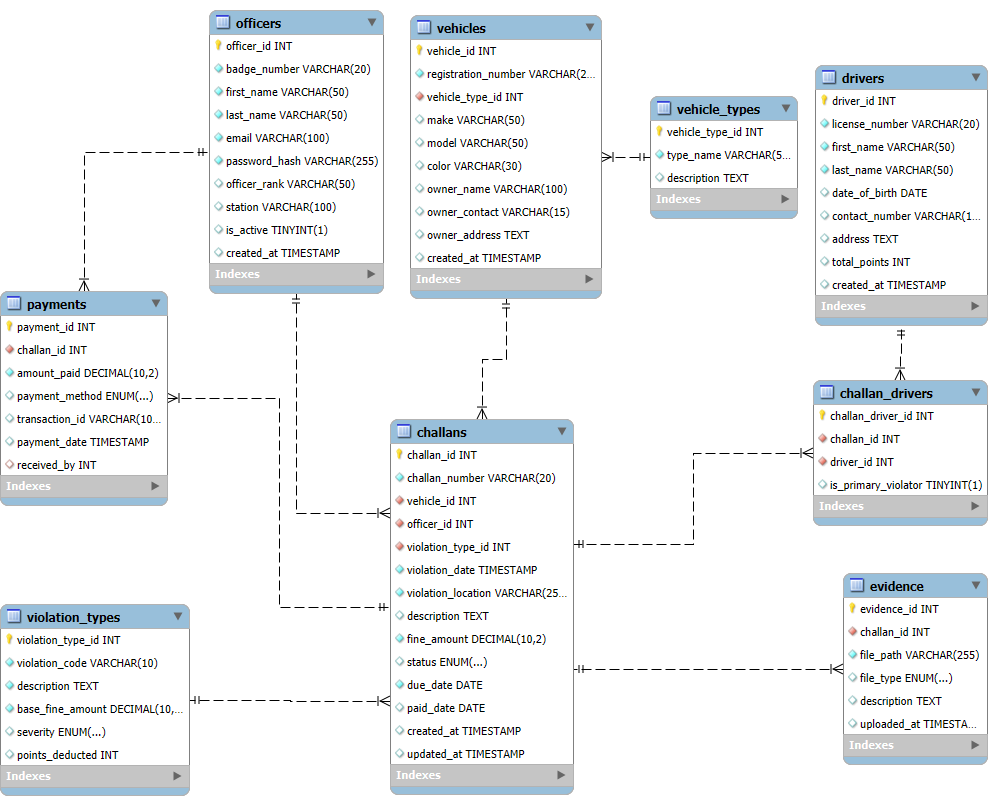 officers
officer_id INT
badge_number VARCHAR(20)
first_name VARCHAR(50)
last_name VARCHAR(50)
email VARCHAR(100)
password_hash VARCHAR(255)
officer_rank VARCHAR(50)
station VARCHAR(100)
is_active TINYINT(1)
created_at TIMESTAMP
Indexes
vehicles
vehicle_id INT
registration_number VARCHAR(2...
vehicle_type_id INT
make VARCHAR(50)
model VARCHAR(50)
color VARCHAR(30)
owner_name VARCHAR(100)
owner_contact VARCHAR(15)
owner_address TEXT
created_at TIMESTAMP
Indexes
vehicle_types
vehicle_type_id INT
type_name VARCHAR(5...
description TEXT
Indexes
drivers
driver_id INT
license_number VARCHAR(20)
first_name VARCHAR(50)
last_name VARCHAR(50)
date_of_birth DATE
contact_number VARCHAR(1...
address TEXT
total_points INT
created_at TIMESTAMP
Indexes
payments
payment_id INT
challan_id INT
amount_paid DECIMAL(10,2)
payment_method ENUM(...)
transaction_id VARCHAR(10...
payment_date TIMESTAMP
received_by INT
Indexes
challans
challan_id INT
challan_number VARCHAR(20)
vehicle_id INT
officer_id INT
violation_type_id INT
violation_date TIMESTAMP
violation_location VARCHAR(25...
description TEXT
fine_amount DECIMAL(10,2)
status ENUM(...)
due_date DATE
paid_date DATE
created_at TIMESTAMP
updated_at TIMESTAMP
Indexes
challan_drivers
challan_driver_id INT
challan_id INT
driver_id INT
is_primary_violator TINYINT(1)
Indexes
violation_types
violation_type_id INT
violation_code VARCHAR(10)
description TEXT
base_fine_amount DECIMAL(10,...
severity ENUM(...)
points_deducted INT
Indexes
evidence
evidence_id INT
challan_id INT
file_path VARCHAR(255)
file_type ENUM(...)
description TEXT
uploaded_at TIMESTA...
Indexes